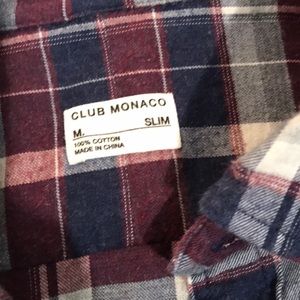 CLUB MONACO
M. SLIM
100% COTTON
MADE IN CHINA